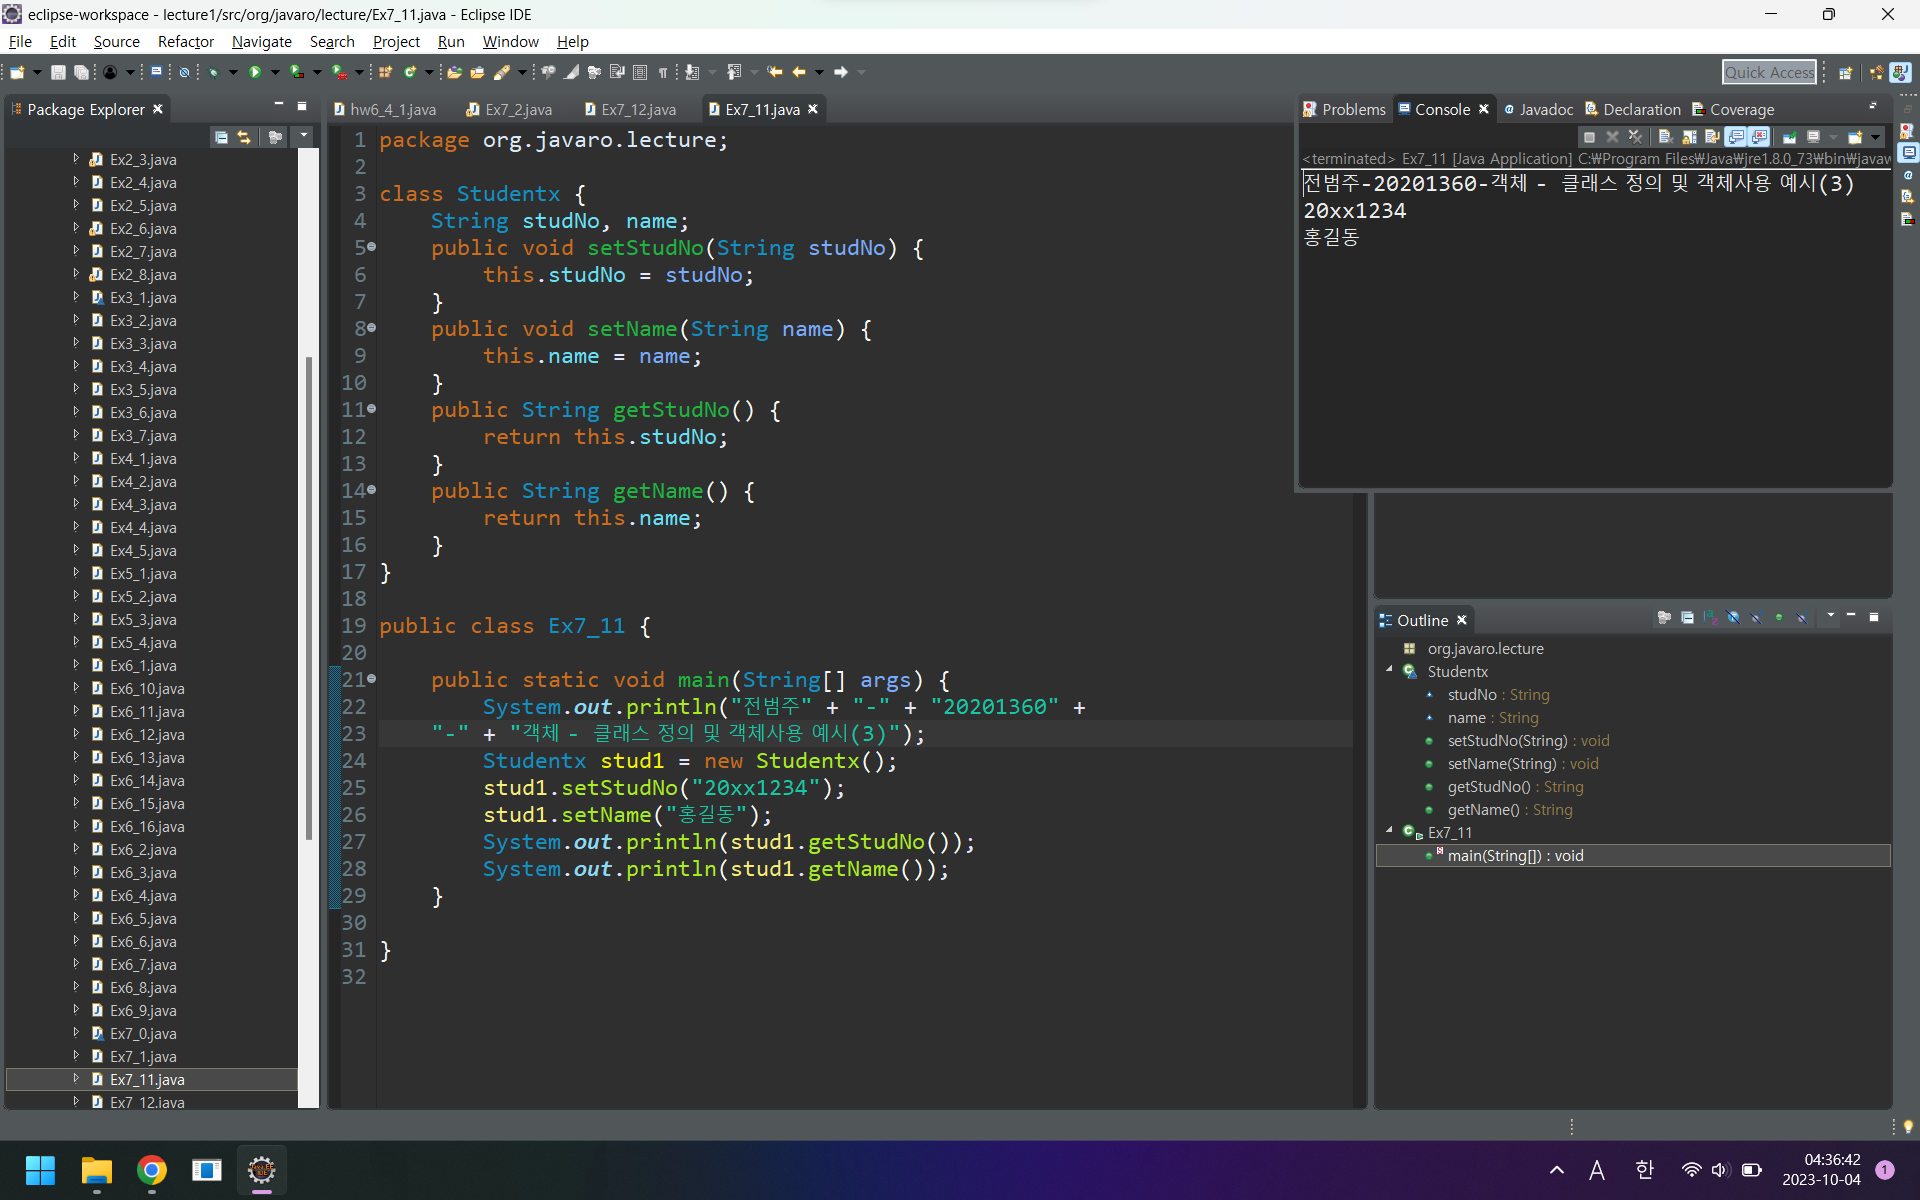 eclipse-workspace - lecture1/src/org/javaro/lecture/Ex7_11.java - Eclipse IDE
File Edit Source Refactor Navigate Search Project Run Window Help
Quick Access
Package Explorer
Ex2_3.java
Ex2_4.java
Ex2_5.java
Ex2_6.java
Ex2_7.java
Ex2_8.java
Ex3_1.java
Ex3_2.java
Ex3_3.java
Ex3_4.java
Ex3_5.java
Ex3_6.java
Ex3_7.java
Ex4_1.java
Ex4_2.java
Ex4_3.java
Ex4_4.java
Ex4_5.java
Ex5_1.java
Ex5_2.java
Ex5_3.java
Ex5_4.java
Ex6_1.java
Ex6_10.java
Ex6_11.java
Ex6_12.java
Ex6_13.java
Ex6_14.java
Ex6_15.java
Ex6_16.java
Ex6_2.java
Ex6_3.java
Ex6_4.java
Ex6_5.java
Ex6_6.java
Ex6_7.java
Ex6_8.java
Ex6_9.java
Ex7_0.java
Ex7_1.java
Ex7_11.java
Ex7_12.java
hw6_4_1.java Ex7_2.java Ex7_12.java Ex7_11.java
1 package org.javaro.lecture;
2
3 class Studentx {
4 String studNo, name;
5 public void setStudNo(String studNo) {
6 this.studNo = studNo;
7 }
8 public void setName(String name) {
9 this.name = name;
10 }
11 public String getStudNo() {
12 return this.studNo;
13 }
14 public String getName() {
15 return this.name;
16 }
17 }
18
19 public class Ex7_11 {
20
21 public static void main(String[] args) {
22 System.out.println("전범주" + "-" + "20201360" +
23 "-" + "객체 - 클래스 정의 및 객체사용 예시(3)");
24 Studentx stud1 = new Studentx();
25 stud1.setStudNo("20xx1234");
26 stud1.setName("홍길동");
27 System.out.println(stud1.getStudNo());
28 System.out.println(stud1.getName());
29 }
30
31 }
32
Problems Console Javadoc Declaration Coverage
<terminated> Ex7_11 [Java Application] C:₩Program Files₩Java₩jre1.8.0_73₩bin₩javaw
전범주-20201360-객체 - 클래스 정의 및 객체사용 예시(3)
20xx1234
홍길동
Outline
org.javaro.lecture
Studentx
studNo : String
name : String
setStudNo(String) : void
setName(String) : void
getStudNo() : String
getName() : String
Ex7_11
main(String[]) : void
A 한
04:36:42
2023-10-04
1